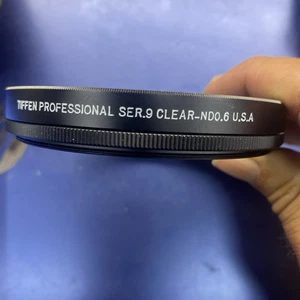 TIFFEN PROFESSIONAL SER.9 CLEAR-ND0.6 U.S.A